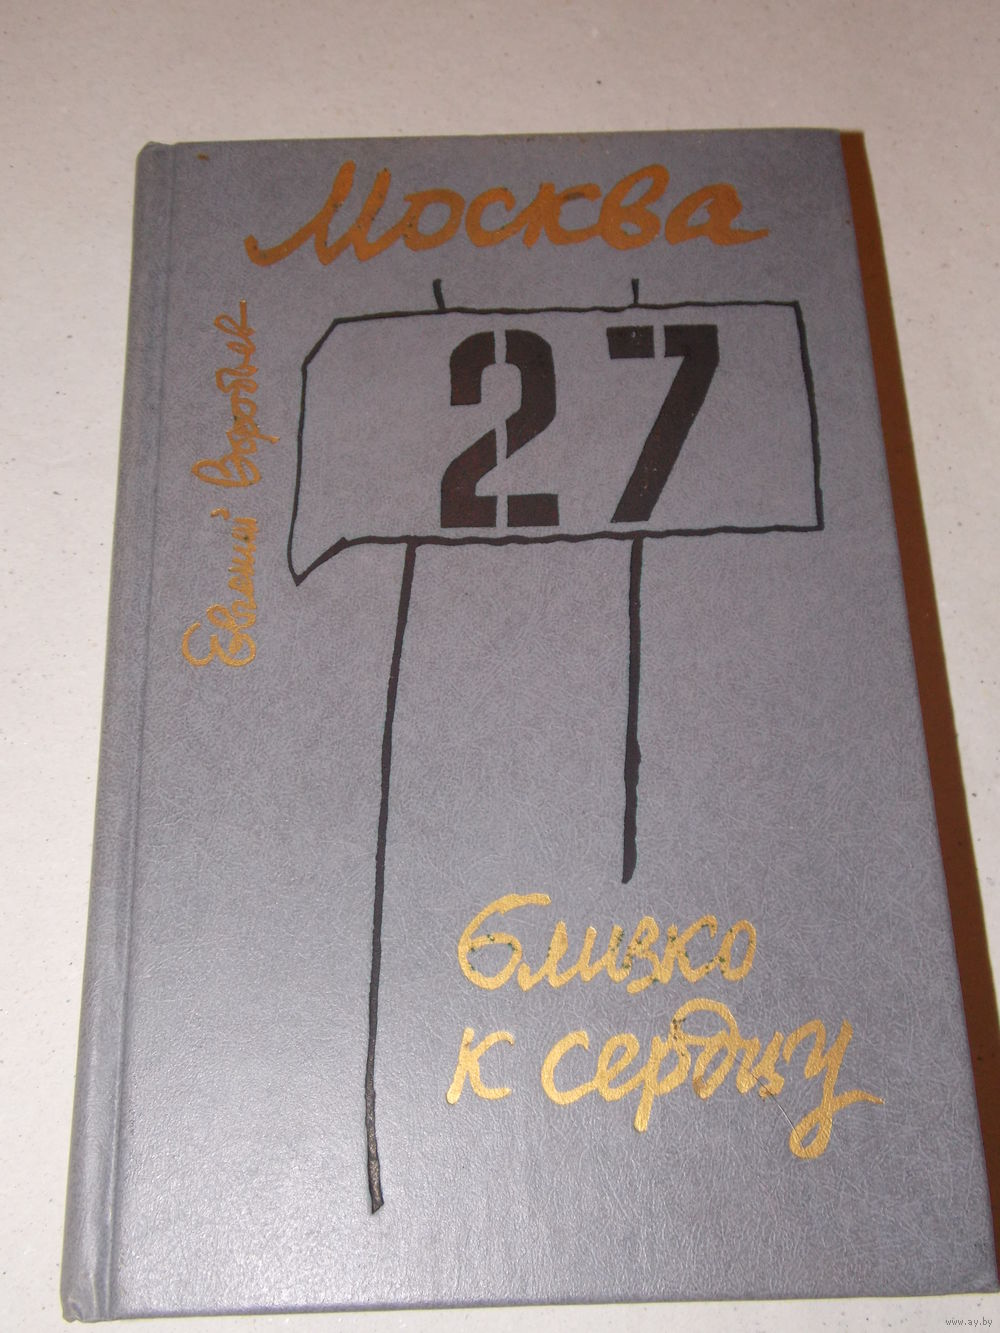 Москва
27
Евгений Воробьев
близко
к сердцу
www.ay.by